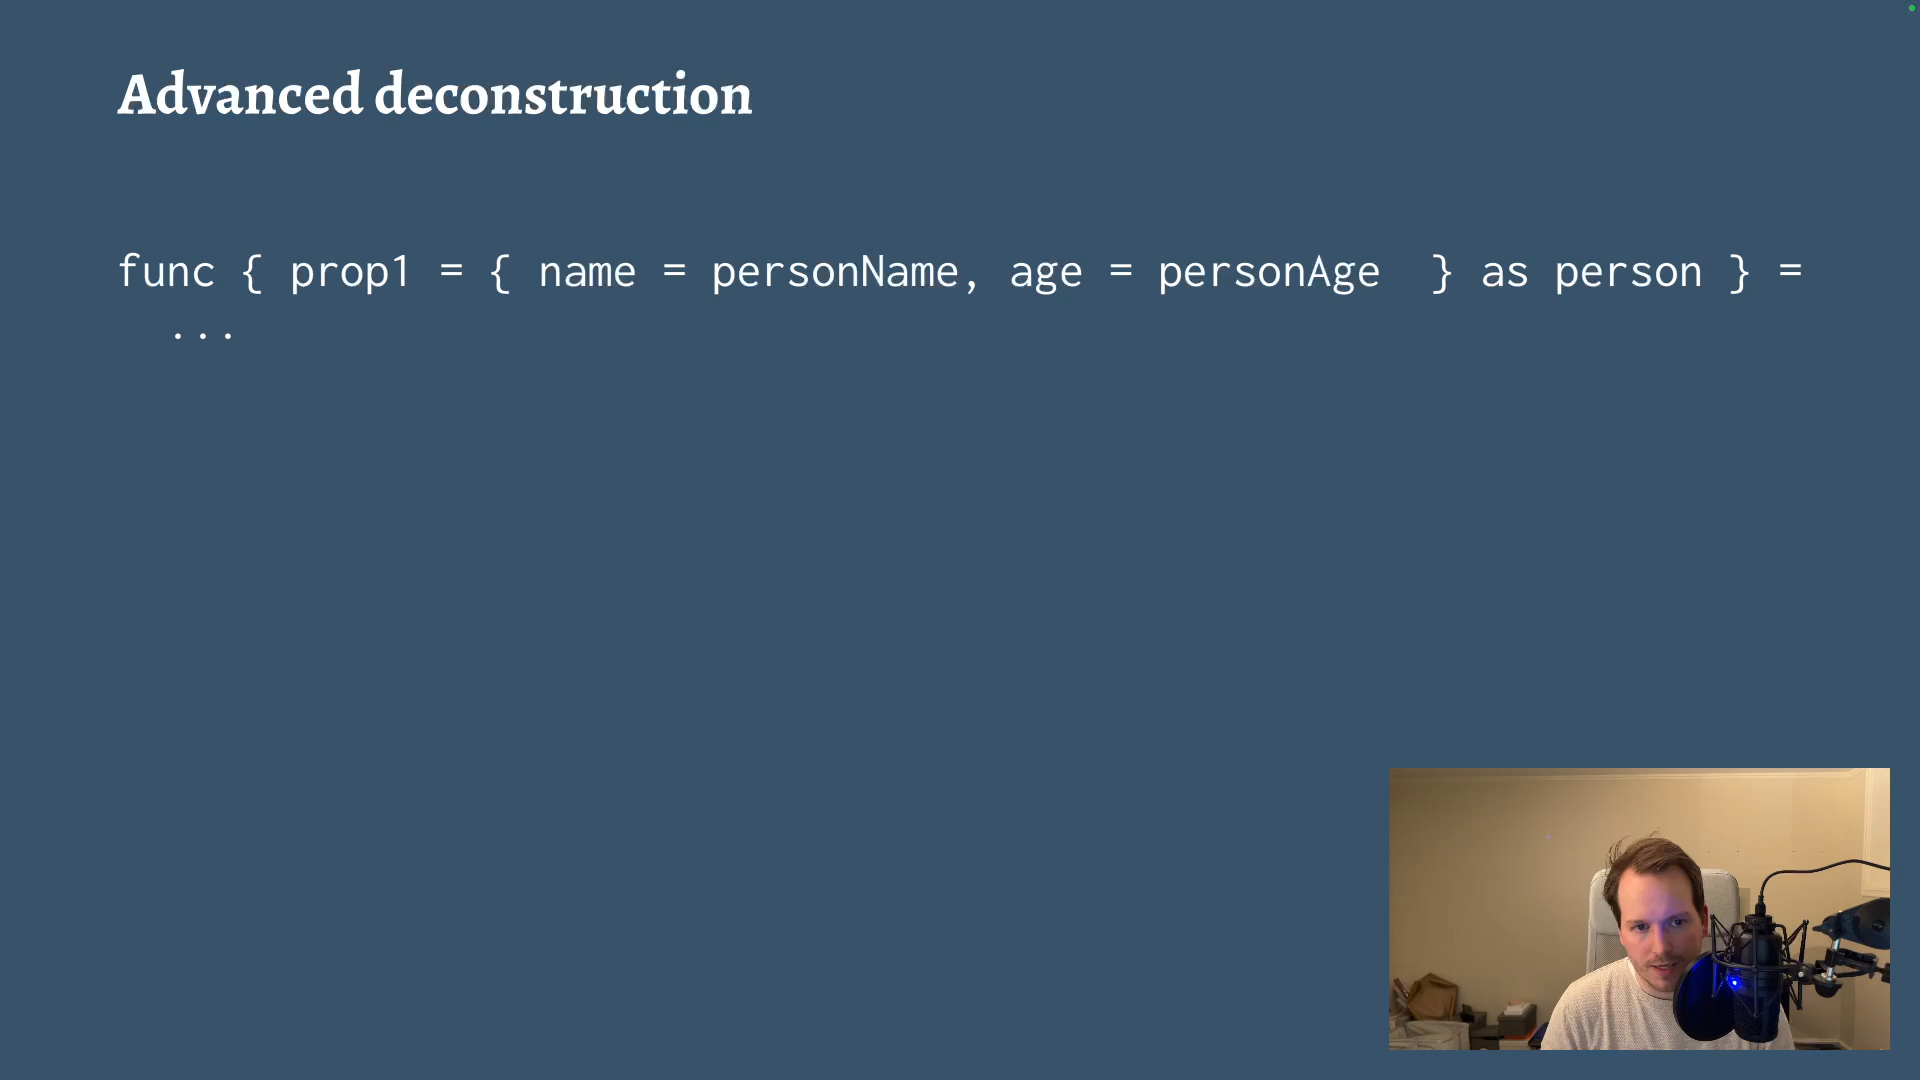 Advanced deconstruction
func { prop1 = { name = personName, age = personAge  } as person } =
...